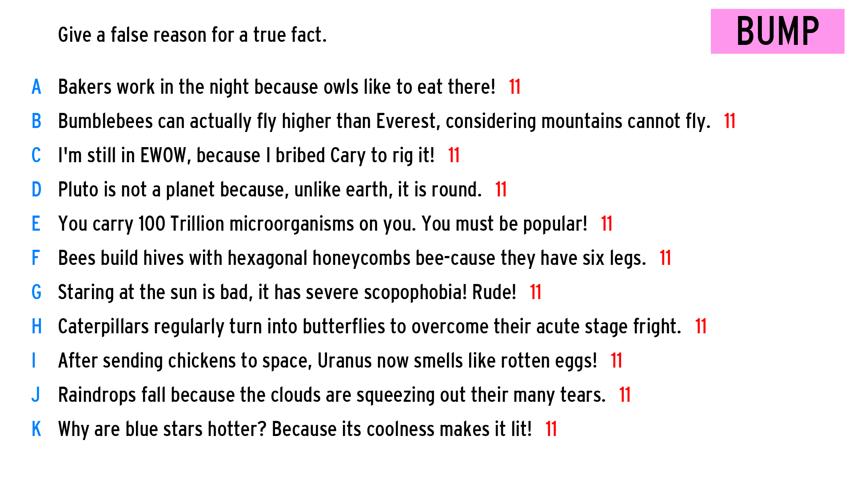 Give a false reason for a true fact.
BUMP
A Bakers work in the night because owls like to eat there! 11
B Bumblebees can actually fly higher than Everest, considering mountains cannot fly. 11
C I'm still in EWOW, because I bribed Cary to rig it! 11
D Pluto is not a planet because, unlike earth, it is round. 11
E You carry 100 Trillion microorganisms on you. You must be popular! 11
F Bees build hives with hexagonal honeycombs bee-cause they have six legs. 11
G Staring at the sun is bad, it has severe scopophobia! Rude! 11
H Caterpillars regularly turn into butterflies to overcome their acute stage fright. 11
I After sending chickens to space, Uranus now smells like rotten eggs! 11
J Raindrops fall because the clouds are squeezing out their many tears. 11
K Why are blue stars hotter? Because its coolness makes it lit! 11